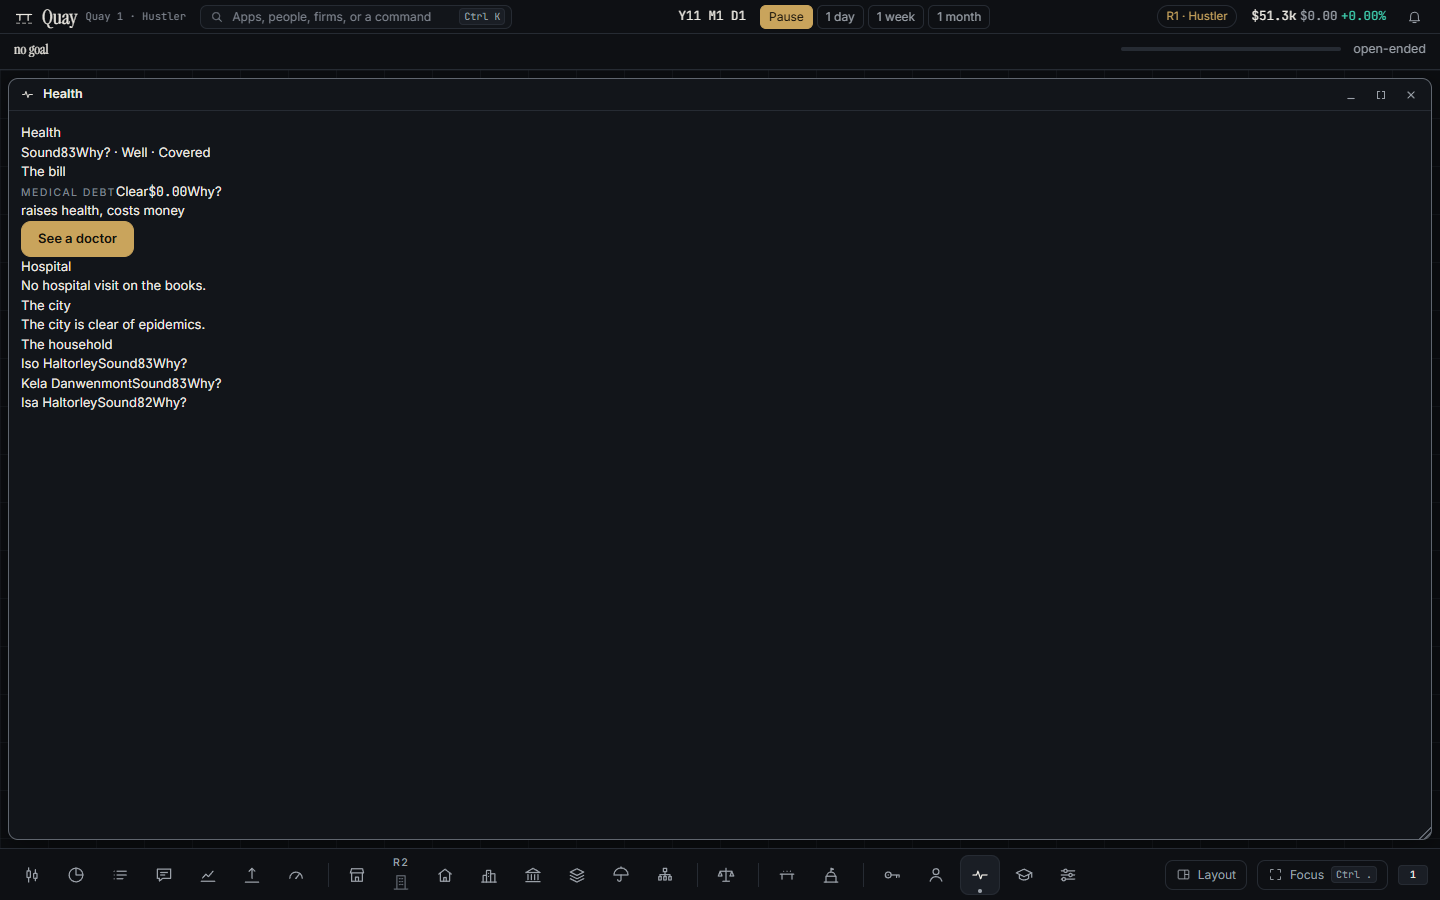 Quay Quay 1 · Hustler Apps, people, firms, or a command Ctrl K Y11 M1 D1 Pause 1 day 1 week 1 month R1 · Hustler $51.3k $0.00 +0.00%
no goal open-ended
Health
Health
Sound83Why? · Well · Covered
The bill
MEDICAL DEBTClear$0.00Why?
raises health, costs money
See a doctor
Hospital
No hospital visit on the books.
The city
The city is clear of epidemics.
The household
Iso HaltorleySound83Why?
Kela DanwenmontSound83Why?
Isa HaltorleySound82Why?
R2
Layout Focus Ctrl . 1